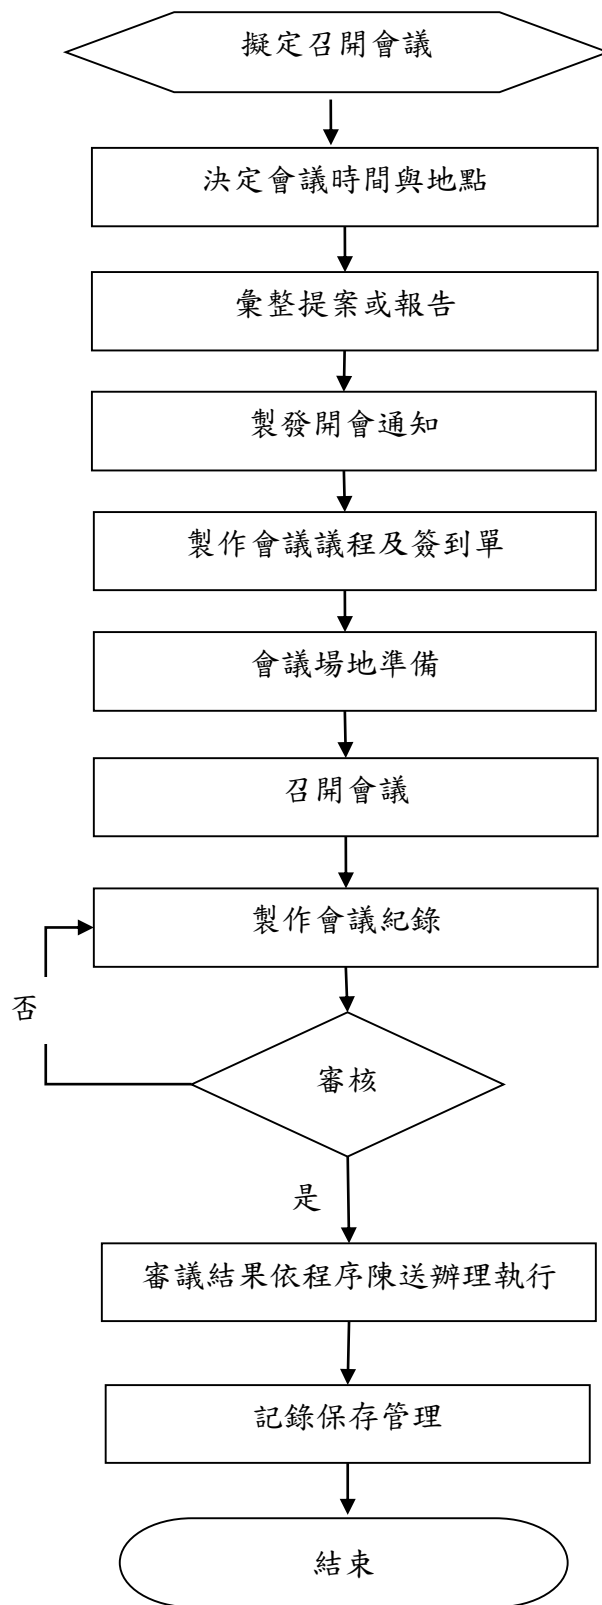 擬定召開會議
決定會議時間與地點
彙整提案或報告
製發開會通知
製作會議議程及簽到單
會議場地準備
召開會議
製作會議紀錄
否
審核
是
審議結果依程序陳送辦理執行
記錄保存管理
結束